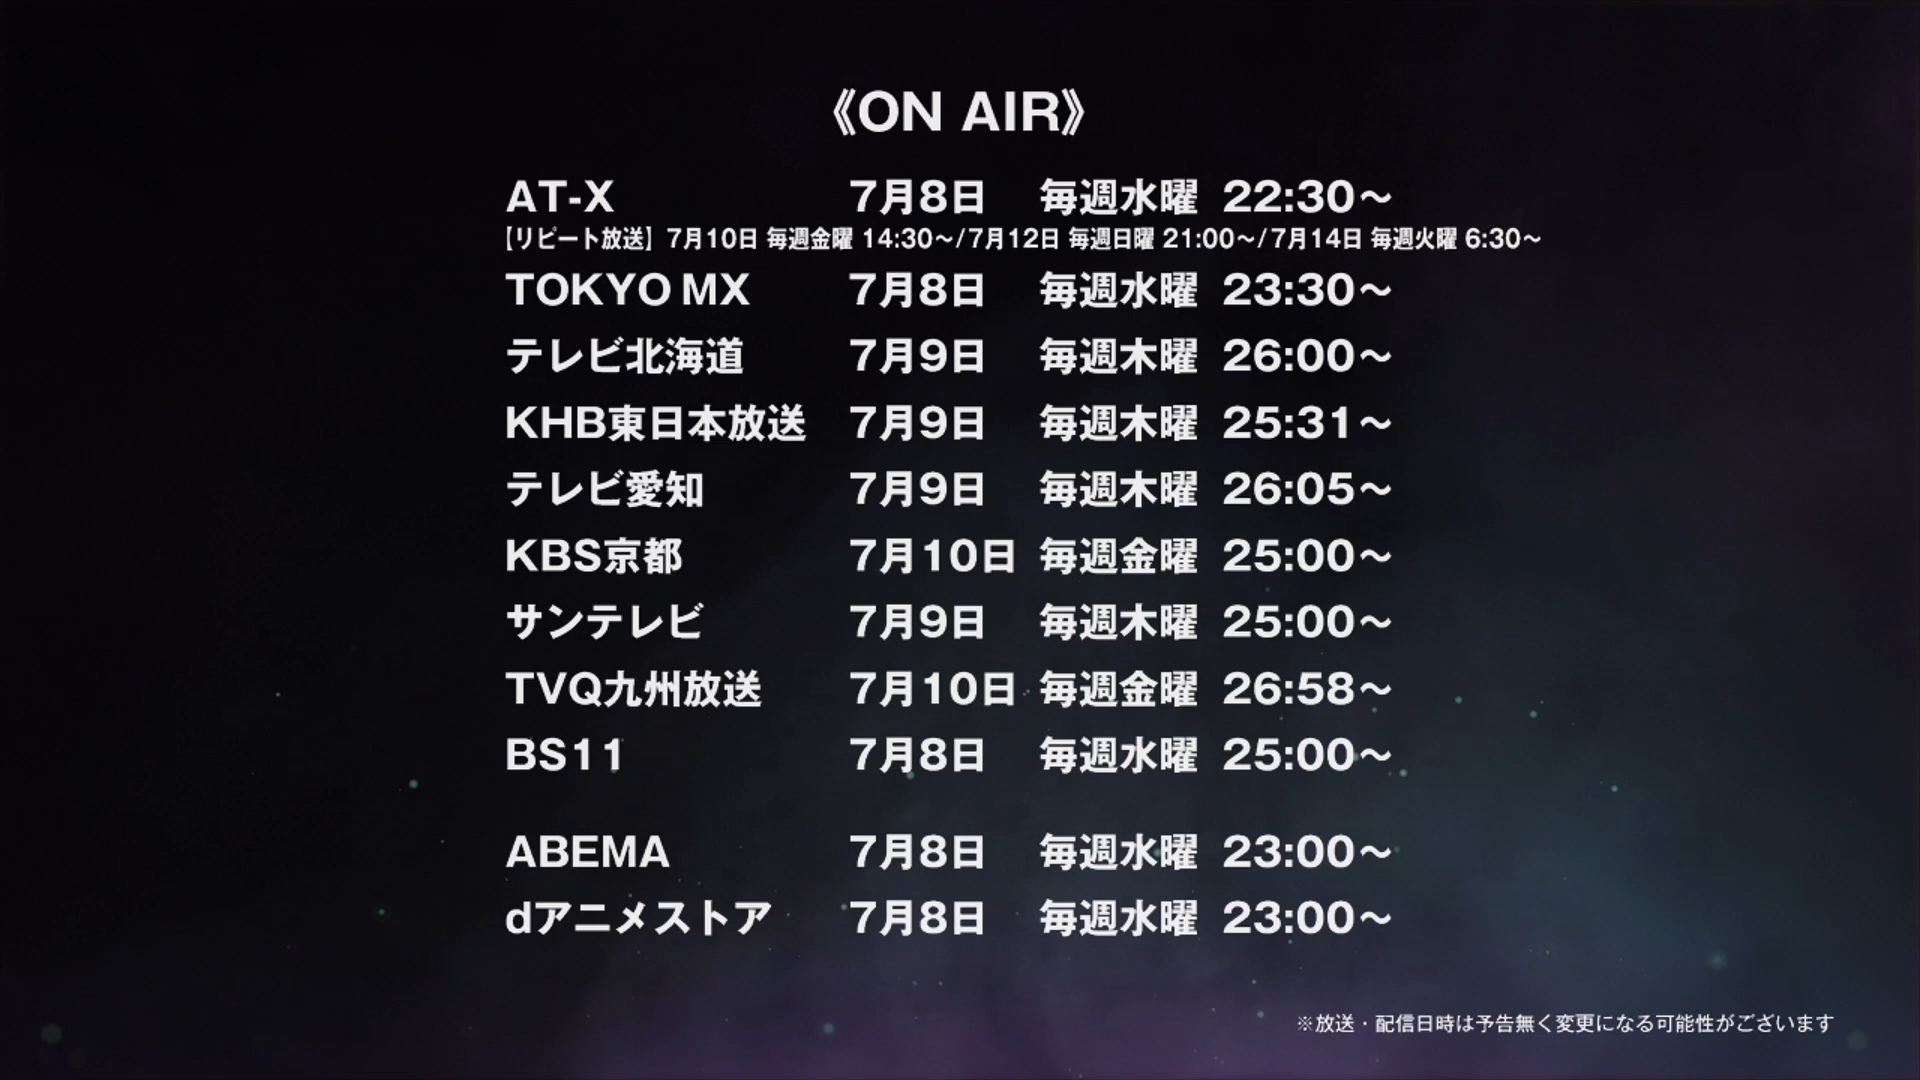 《ON AIR》
AT-X 7月8日 毎週水曜 22:30～
【リピート放送】 7月10日 毎週金曜 14:30～/7月12日 毎週日曜 21:00～/7月14日 毎週火曜 6:30～
TOKYO MX 7月8日 毎週水曜 23:30～
テレビ北海道 7月9日 毎週木曜 26:00～
KHB東日本放送 7月9日 毎週木曜 25:31～
テレビ愛知 7月9日 毎週木曜 26:05～
KBS京都 7月10日 毎週金曜 25:00～
サンテレビ 7月9日 毎週木曜 25:00～
TVQ九州放送 7月10日 毎週金曜 26:58～
BS11 7月8日 毎週水曜 25:00～
ABEMA 7月8日 毎週水曜 23:00～
dアニメストア 7月8日 毎週水曜 23:00～
※放送・配信日時は予告無く変更になる可能性がございます